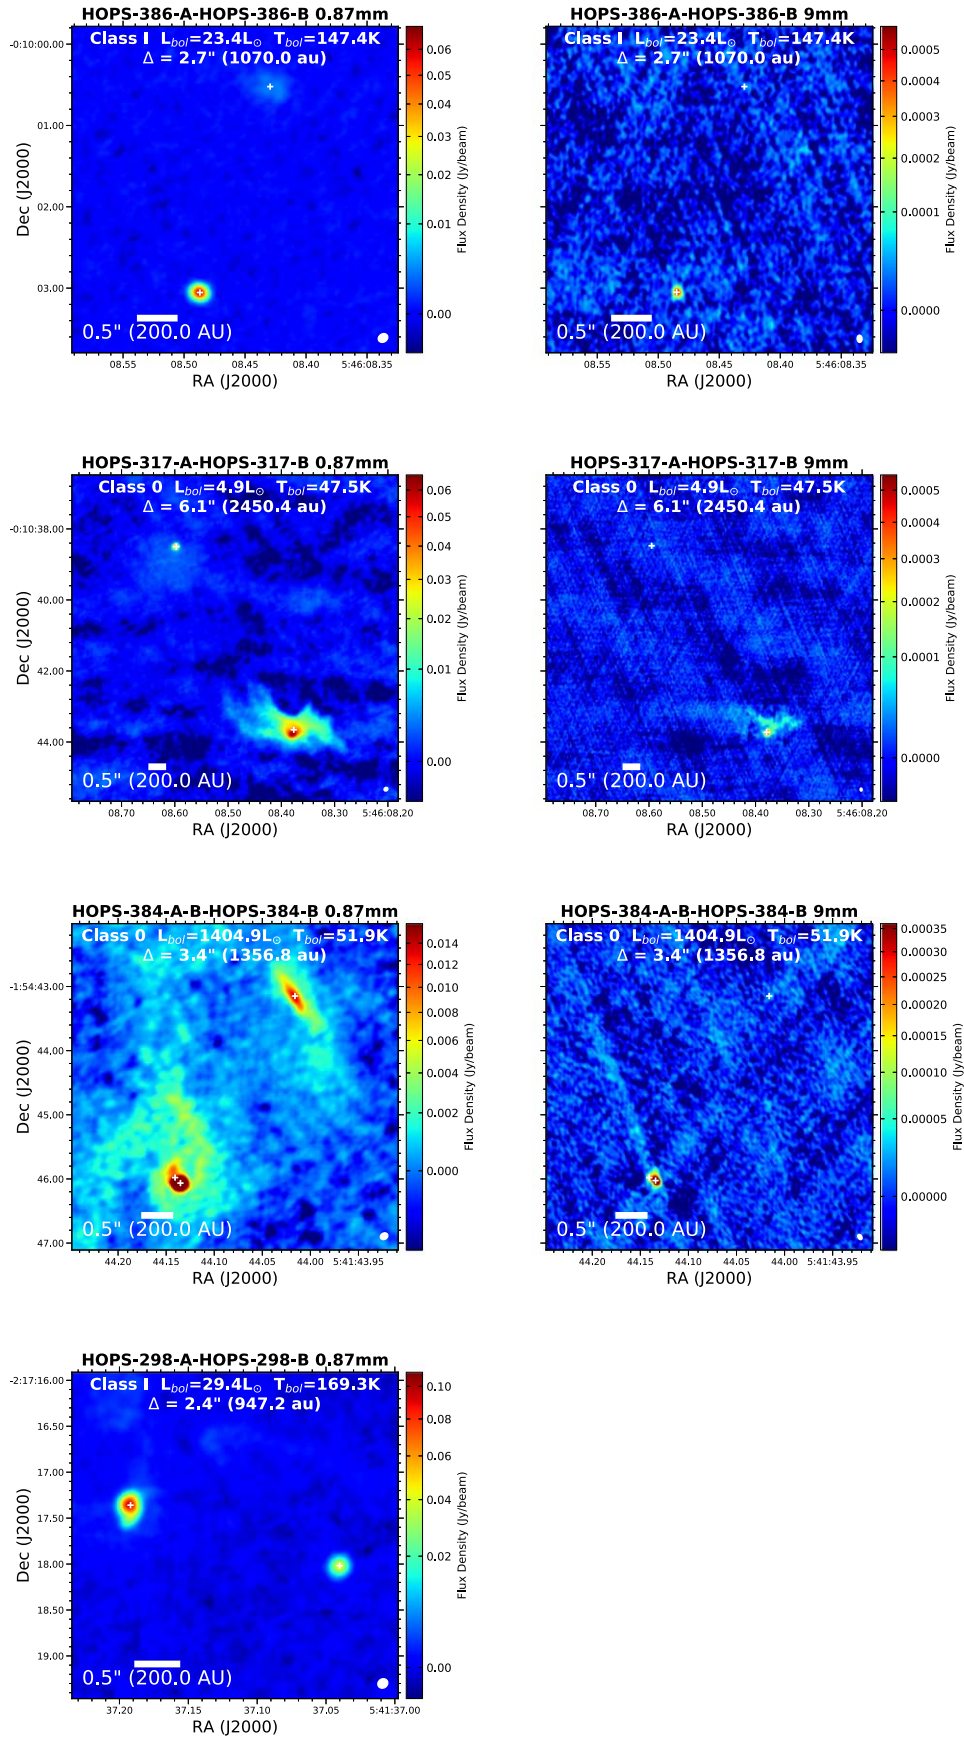 HOPS-386-A-HOPS-386-B 0.87mm
Class I L_bol=23.4L☉ T_bol=147.4K
Δ = 2.7" (1070.0 au)
-0:10:00.00
01.00
02.00
03.00
Dec (J2000)
0.5" (200.0 AU)
08.55
08.50
08.45
08.40
5:46:08.35
RA (J2000)
0.06
0.05
0.04
0.03
0.02
0.01
0.00
Flux Density (Jy/beam)
HOPS-386-A-HOPS-386-B 9mm
Class I L_bol=23.4L☉ T_bol=147.4K
Δ = 2.7" (1070.0 au)
0.5" (200.0 AU)
08.55
08.50
08.45
08.40
5:46:08.35
RA (J2000)
0.0005
0.0004
0.0003
0.0002
0.0001
0.0000
Flux Density (Jy/beam)
HOPS-317-A-HOPS-317-B 0.87mm
Class 0 L_bol=4.9L☉ T_bol=47.5K
Δ = 6.1" (2450.4 au)
-0:10:38.00
40.00
42.00
44.00
Dec (J2000)
0.5" (200.0 AU)
08.70
08.60
08.50
08.40
08.30
5:46:08.20
RA (J2000)
0.06
0.05
0.04
0.03
0.02
0.01
0.00
Flux Density (Jy/beam)
HOPS-317-A-HOPS-317-B 9mm
Class 0 L_bol=4.9L☉ T_bol=47.5K
Δ = 6.1" (2450.4 au)
0.5" (200.0 AU)
08.70
08.60
08.50
08.40
08.30
5:46:08.20
RA (J2000)
0.0005
0.0004
0.0003
0.0002
0.0001
0.0000
Flux Density (Jy/beam)
HOPS-384-A-B-HOPS-384-B 0.87mm
Class 0 L_bol=1404.9L☉ T_bol=51.9K
Δ = 3.4" (1356.8 au)
-1:54:43.00
44.00
45.00
46.00
47.00
Dec (J2000)
0.5" (200.0 AU)
44.20
44.15
44.10
44.05
44.00
5:41:43.95
RA (J2000)
0.014
0.012
0.010
0.008
0.006
0.004
0.002
0.000
Flux Density (Jy/beam)
HOPS-384-A-B-HOPS-384-B 9mm
Class 0 L_bol=1404.9L☉ T_bol=51.9K
Δ = 3.4" (1356.8 au)
0.5" (200.0 AU)
44.20
44.15
44.10
44.05
44.00
5:41:43.95
RA (J2000)
0.00035
0.00030
0.00025
0.00020
0.00015
0.00010
0.00005
0.00000
Flux Density (Jy/beam)
HOPS-298-A-HOPS-298-B 0.87mm
Class I L_bol=29.4L☉ T_bol=169.3K
Δ = 2.4" (947.2 au)
-2:17:16.00
16.50
17.00
17.50
18.00
18.50
19.00
Dec (J2000)
0.5" (200.0 AU)
37.20
37.15
37.10
37.05
5:41:37.00
RA (J2000)
0.10
0.08
0.06
0.04
0.02
0.00
Flux Density (Jy/beam)